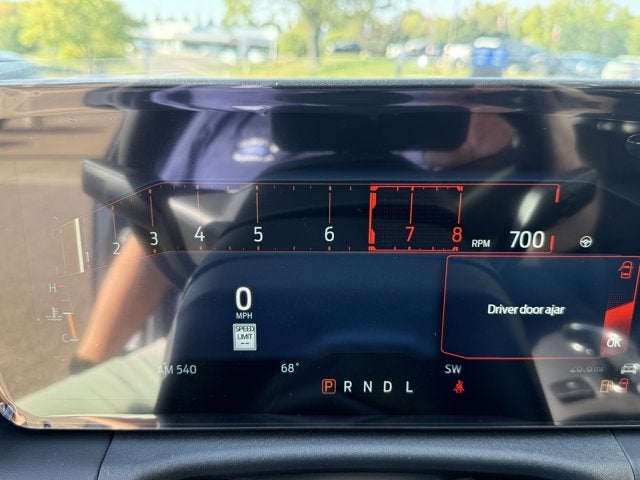 1 2 3 4 5 6 7 8 RPM 700
H
C
0
MPH
SPEED
LIMIT
--
Driver door ajar
OK
AM 540 68° SW
P R N D L